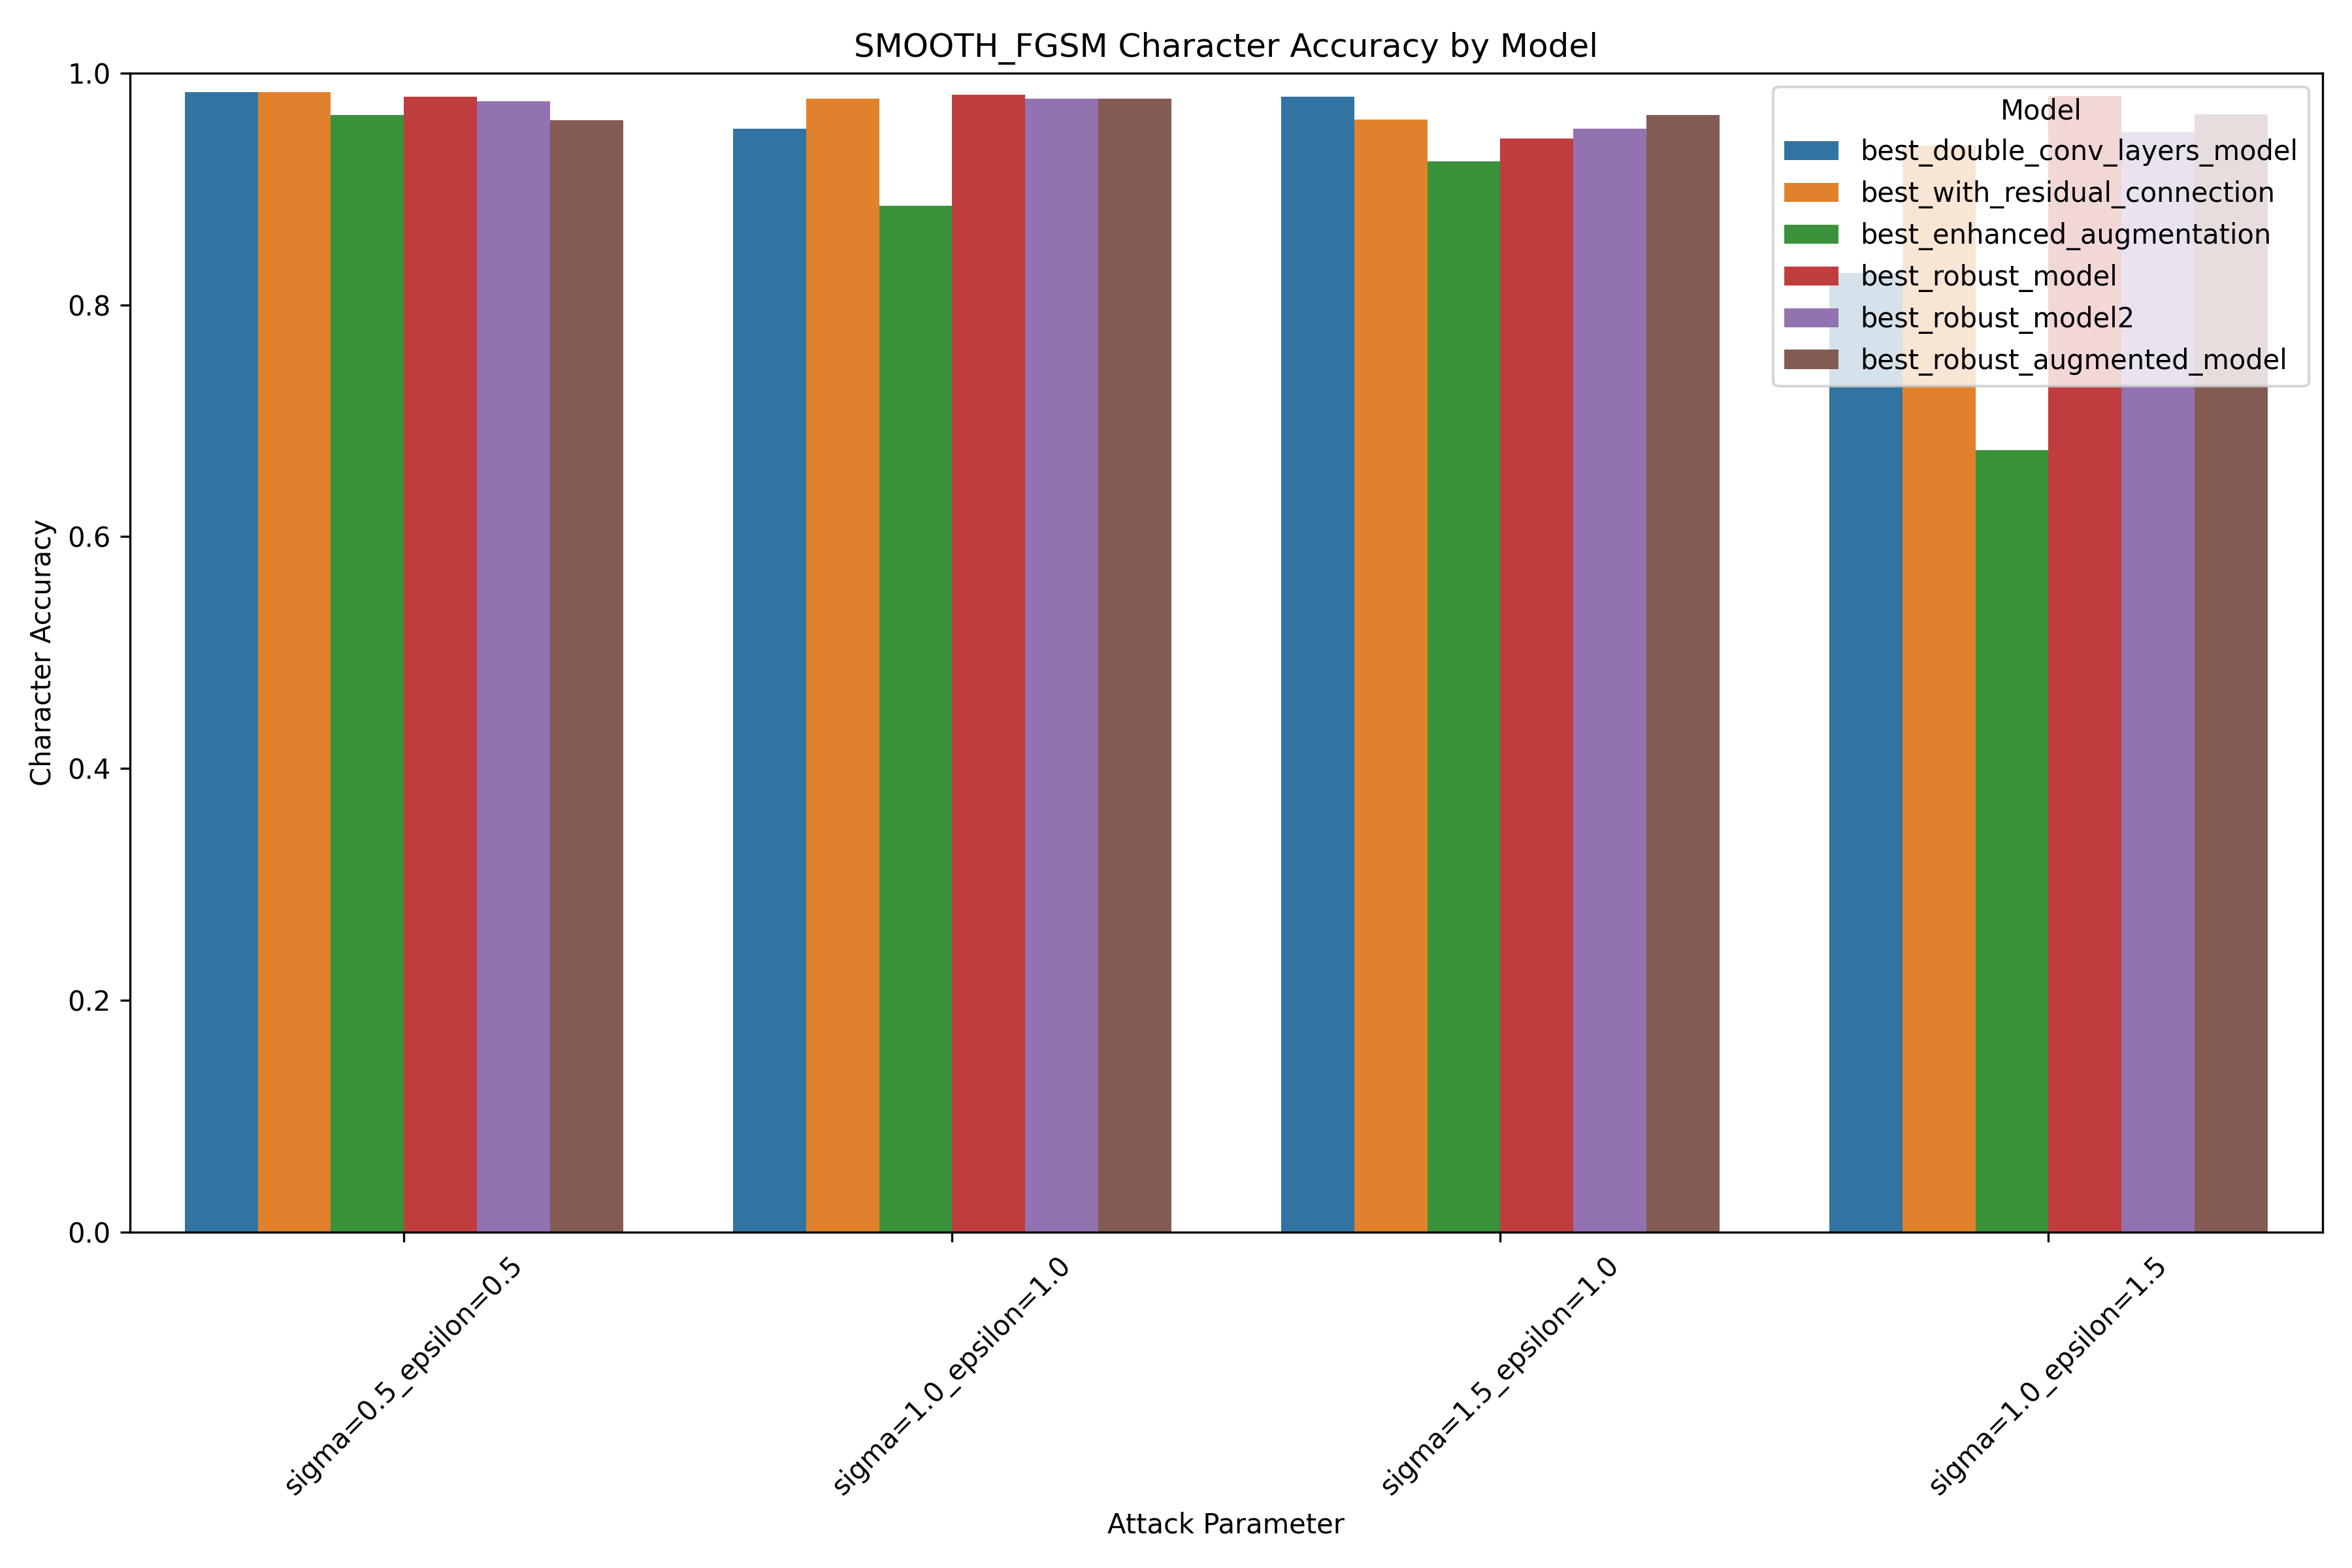 SMOOTH_FGSM Character Accuracy by Model
1.0
0.8
0.6
0.4
0.2
0.0
Character Accuracy
Model
best_double_conv_layers_model
best_with_residual_connection
best_enhanced_augmentation
best_robust_model
best_robust_model2
best_robust_augmented_model
sigma=0.5_epsilon=0.5
sigma=1.0_epsilon=1.0
sigma=1.5_epsilon=1.0
sigma=1.0_epsilon=1.5
Attack Parameter